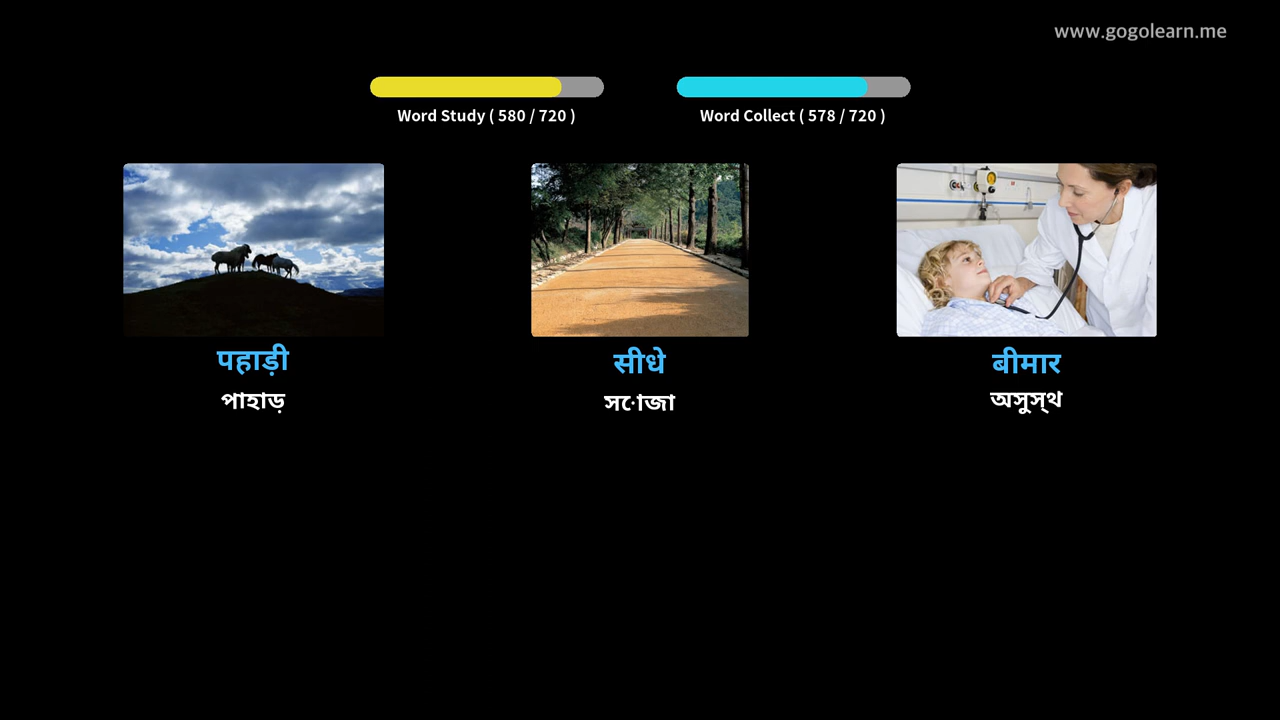 www.gogolearn.me
Word Study ( 580 / 720 )
Word Collect ( 578 / 720 )
पहाड़ी
सीधे
बीमार
পাহাড়
সোজা
অসুস্থ